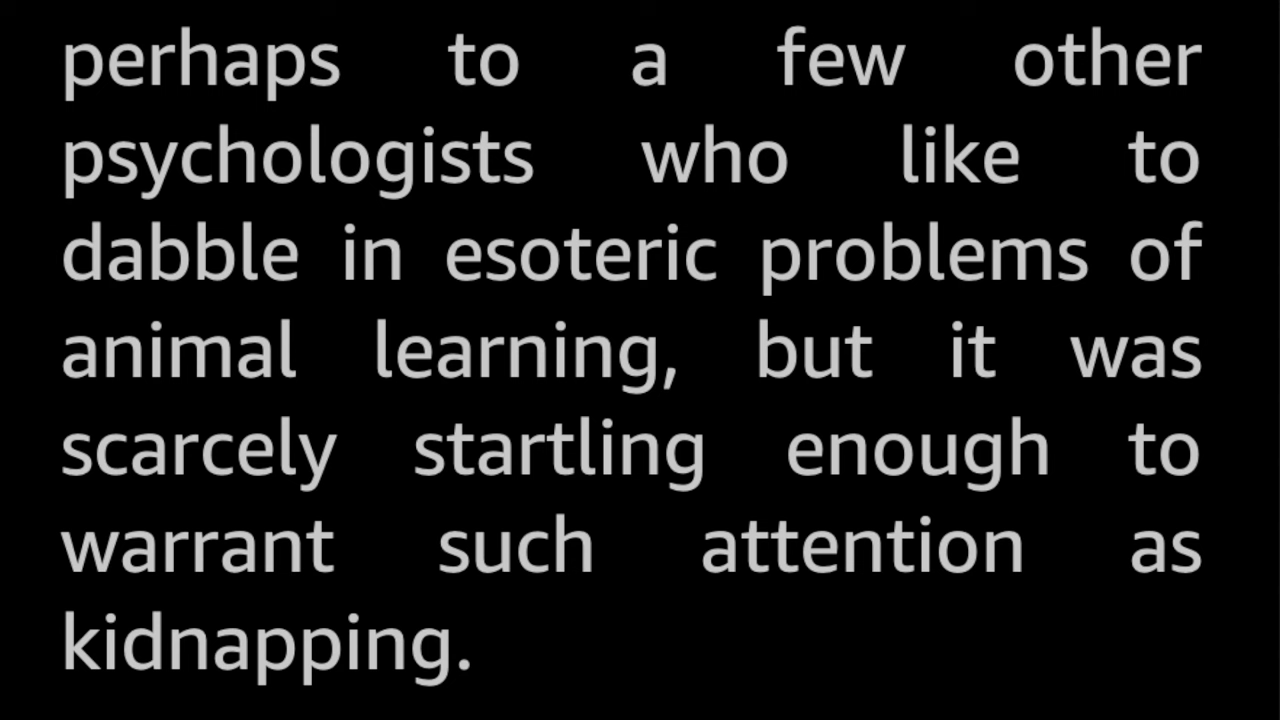 perhaps to a few other
psychologists who like to
dabble in esoteric problems of
animal learning, but it was
scarcely startling enough to
warrant such attention as
kidnapping.